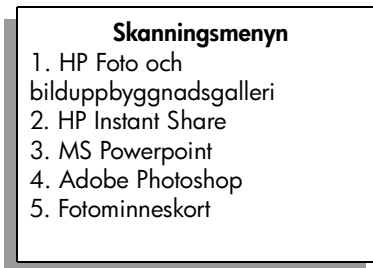 Skanningsmenyn
1. HP Foto och
bilduppbyggnadsgalleri
2. HP Instant Share
3. MS Powerpoint
4. Adobe Photoshop
5. Fotominneskort